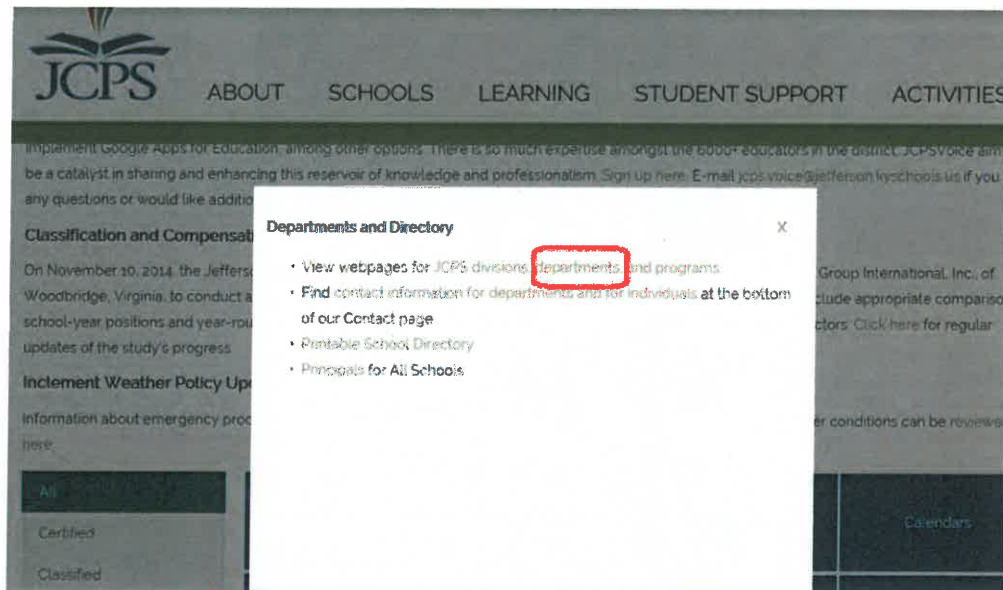 JCPS
ABOUT SCHOOLS LEARNING STUDENT SUPPORT ACTIVITIES
Implement Google Apps for Education, among other options. There is so much expertise amongst the 6000+ educators in the district. JCPSVoice aim
be a catalyst in sharing and enhancing this reservoir of knowledge and professionalism. Sign up here. E-mail jcps.voice@jefferson.kyschools.us if you
any questions or would like additio
Departments and Directory X
• View webpages for JCPS divisions, departments, and programs.
• Find contact information for departments and for individuals at the bottom
of our Contact page
• Printable School Directory
• Principals for All Schools
Classification and Compensati
On November 10, 2014, the Jefferso Group International, Inc., of
Woodbridge, Virginia, to conduct a clude appropriate compariso
school-year positions and year-rou ctors. Click here for regular
updates of the study's progress
Inclement Weather Policy Up
Information about emergency proc er conditions can be reviewe
here.
All
Certified
Classified
Calendars